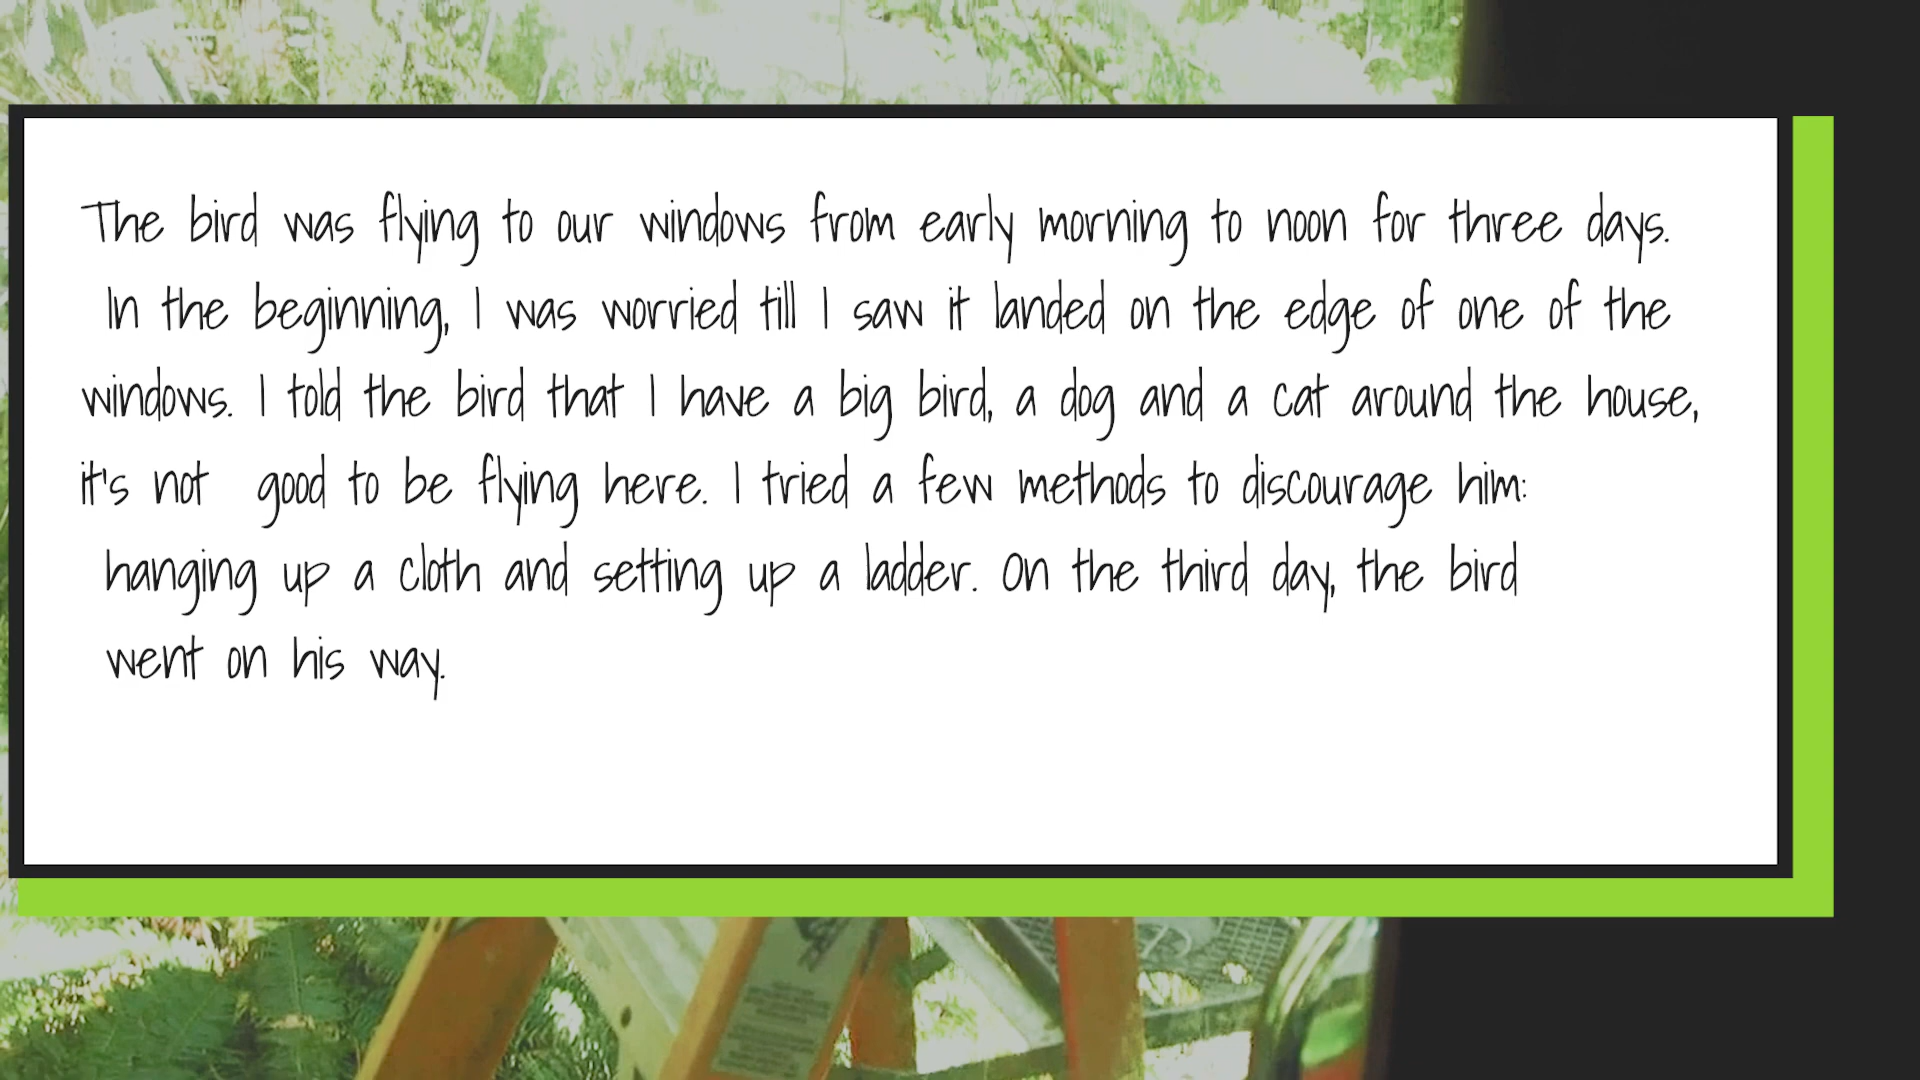 The bird was flying to our windows from early morning to noon for three days.
In the beginning, I was worried till I saw it landed on the edge of one of the
windows. I told the bird that I have a big bird, a dog and a cat around the house,
it's not good to be flying here. I tried a few methods to discourage him:
hanging up a cloth and setting up a ladder. On the third day, the bird
went on his way.